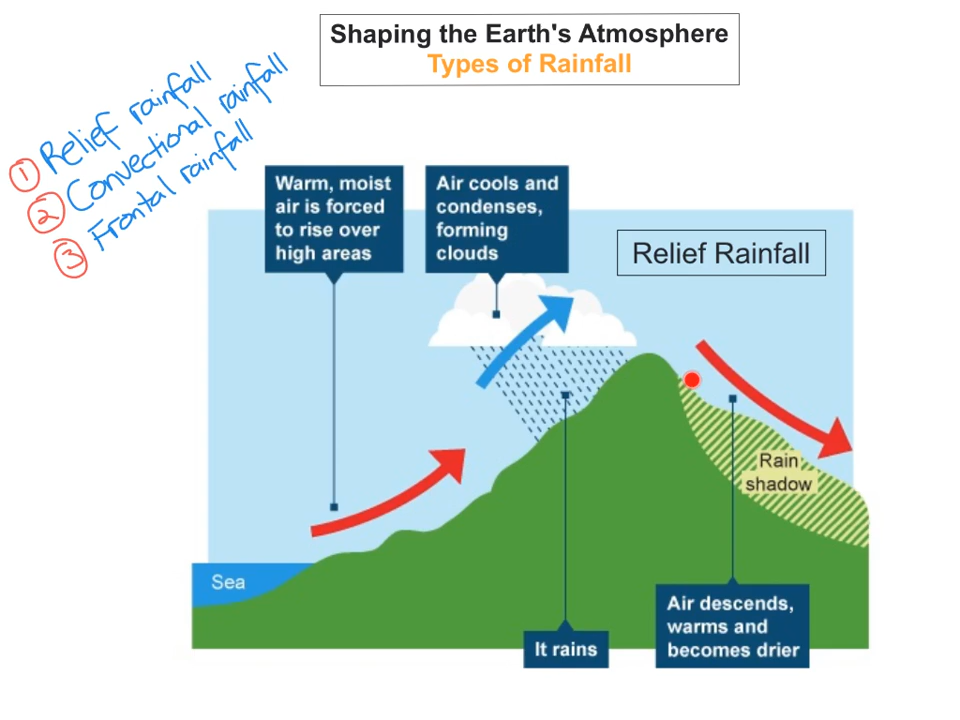 Shaping the Earth's Atmosphere
Types of Rainfall
① Relief rainfall
② Convectional rainfall
③ Frontal rainfall
Warm, moist
air is forced
to rise over
high areas
Air cools and
condenses,
forming
clouds
Relief Rainfall
Rain
shadow
Sea
It rains
Air descends,
warms and
becomes drier